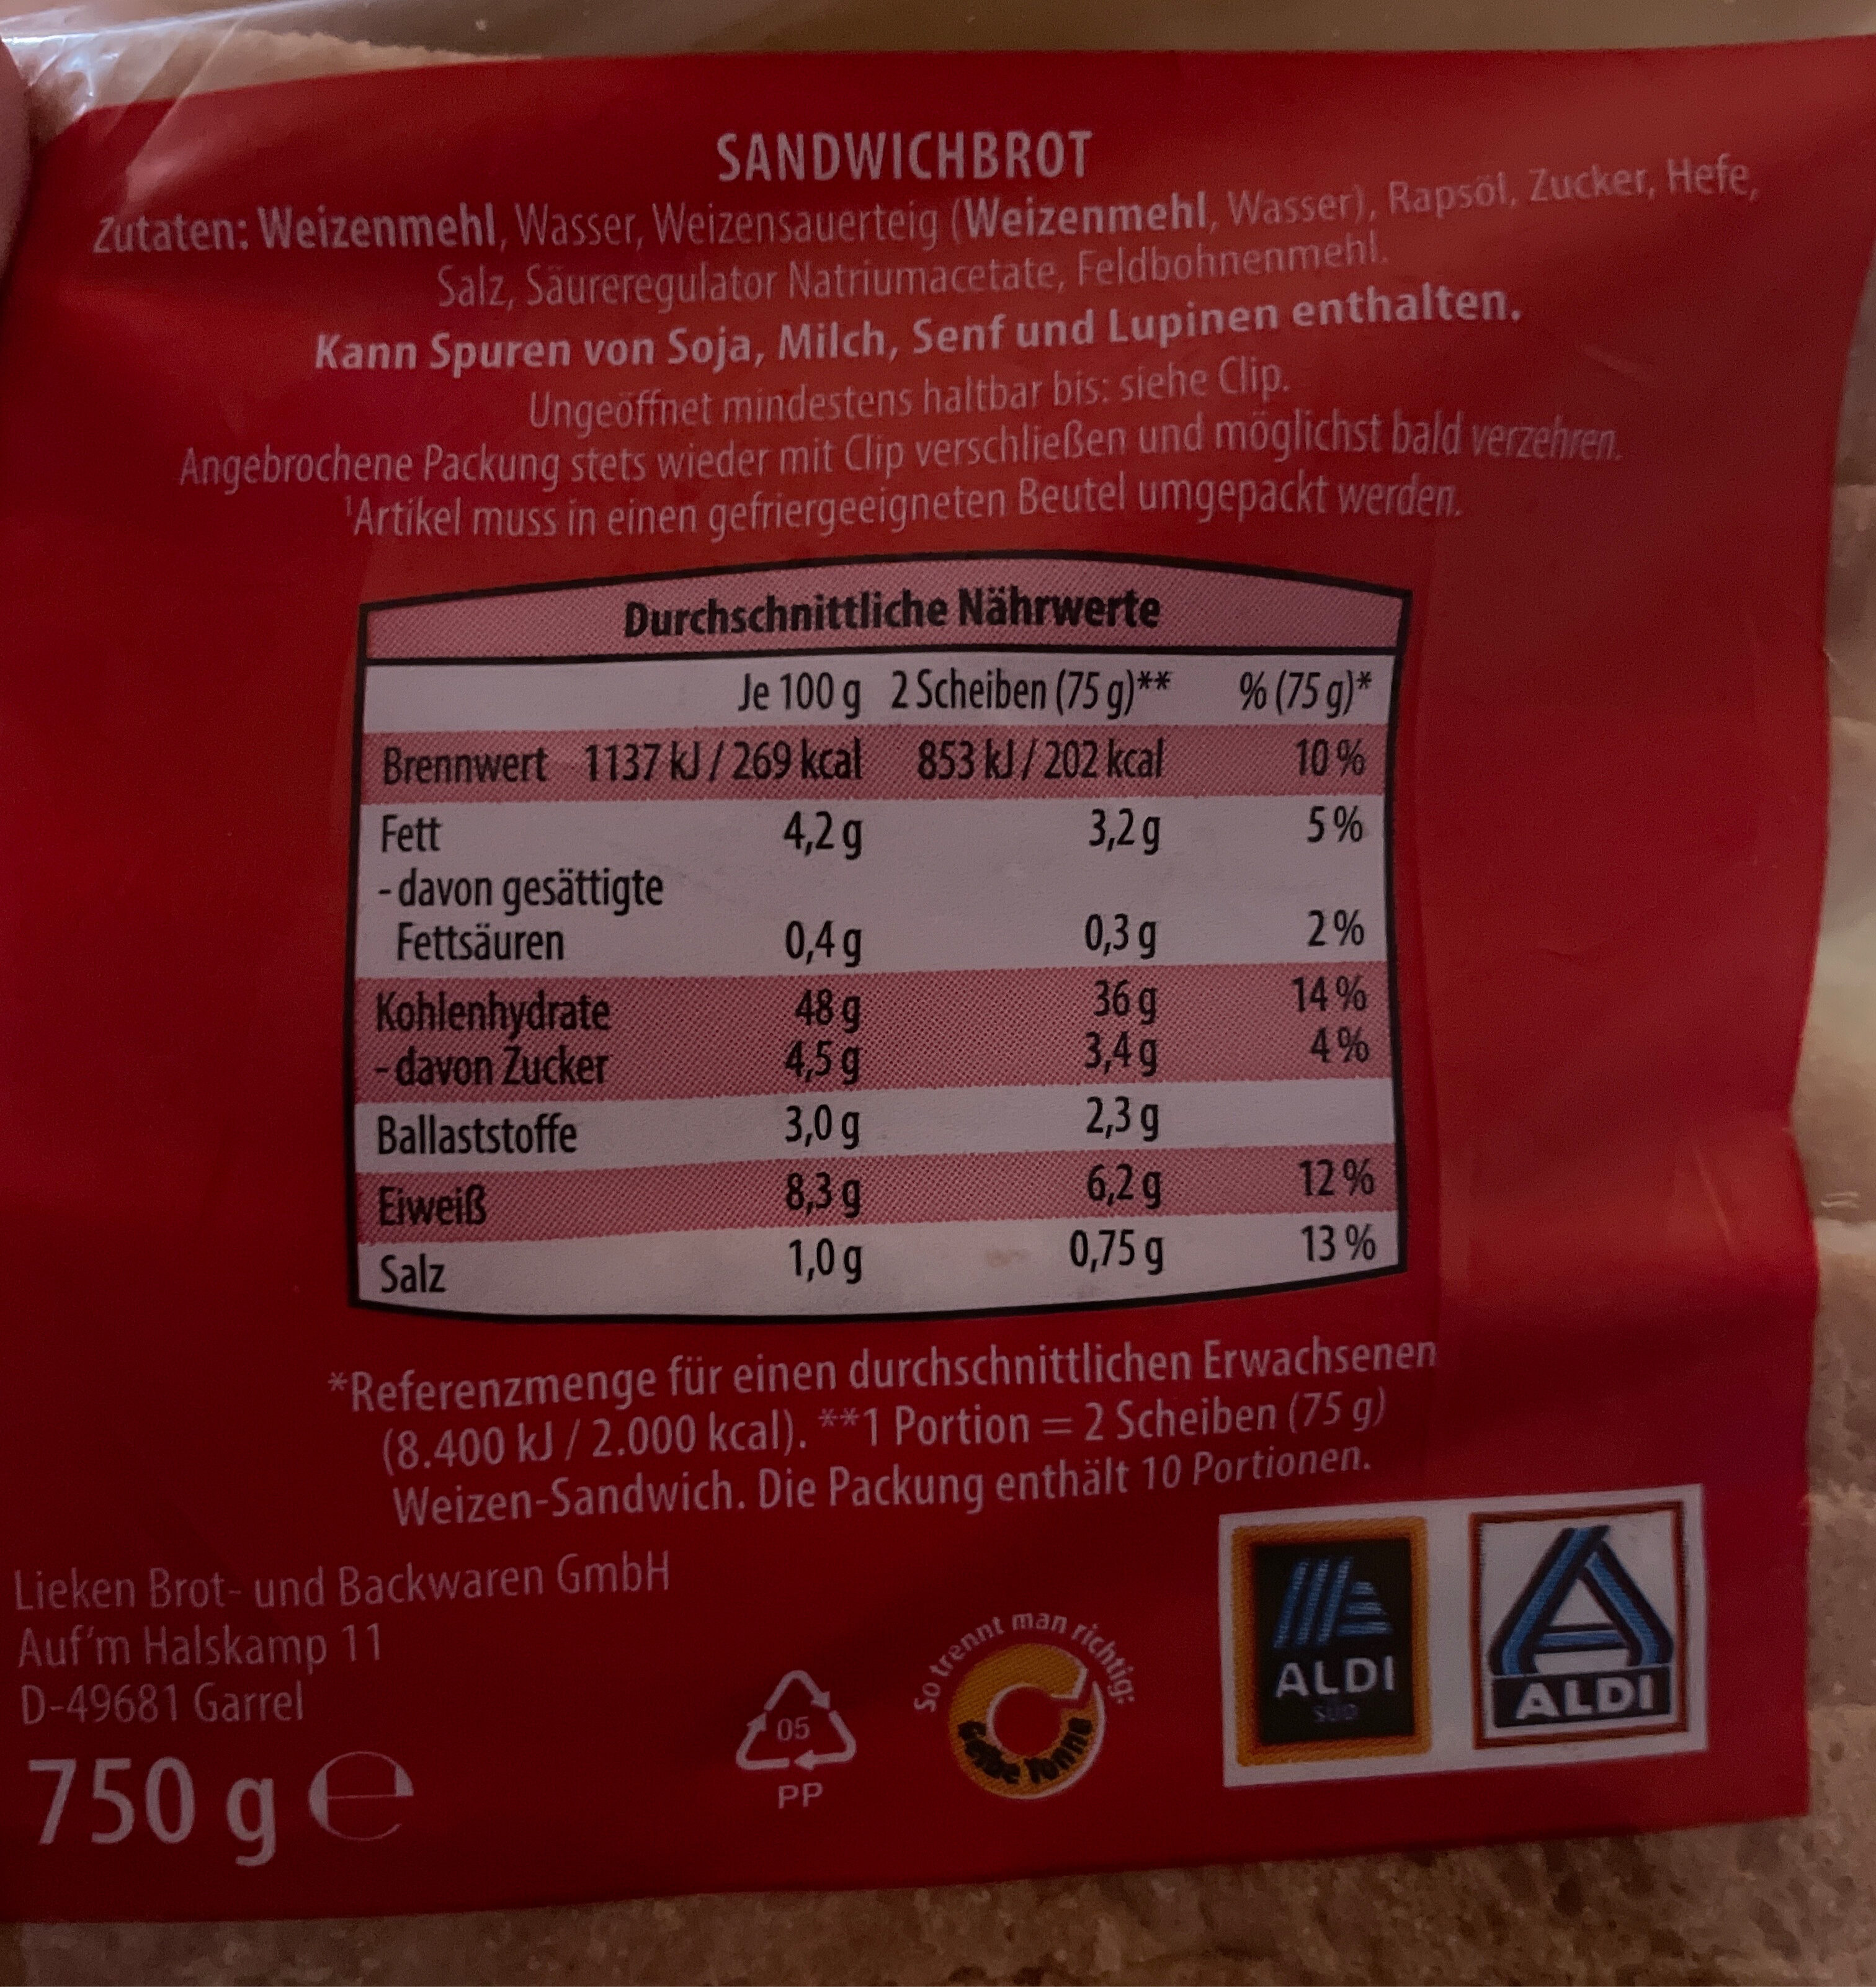 SANDWICHBROT
Zutaten: Weizenmehl, Wasser, Weizensauerteig (Weizenmehl, Wasser), Rapsöl, Zucker, Hefe,
Salz, Säureregulator Natriumacetate, Feldbohnenmehl.
Kann Spuren von Soja, Milch, Senf und Lupinen enthalten.
Ungeöffnet mindestens haltbar bis: siehe Clip.
Angebrochene Packung stets wieder mit Clip verschließen und möglichst bald verzehren.
¹Artikel muss in einen gefriergeeigneten Beutel umgepackt werden.
Durchschnittliche Nährwerte
Je 100 g 2 Scheiben (75 g)** % (75 g)*
Brennwert 1137 kJ / 269 kcal 853 kJ / 202 kcal 10 %
Fett 4,2 g 3,2 g 5 %
- davon gesättigte
Fettsäuren 0,4 g 0,3 g 2 %
Kohlenhydrate 48 g 36 g 14 %
- davon Zucker 4,5 g 3,4 g 4 %
Ballaststoffe 3,0 g 2,3 g
Eiweiß 8,3 g 6,2 g 12 %
Salz 1,0 g 0,75 g 13 %
*Referenzmenge für einen durchschnittlichen Erwachsenen
(8.400 kJ / 2.000 kcal). **1 Portion = 2 Scheiben (75 g)
Weizen-Sandwich. Die Packung enthält 10 Portionen.
Lieken Brot- und Backwaren GmbH
Auf'm Halskamp 11
D-49681 Garrel
750 g ℮
05
PP
So trennt man richtig:
Gelbe Tonne
ALDI
SÜD
ALDI